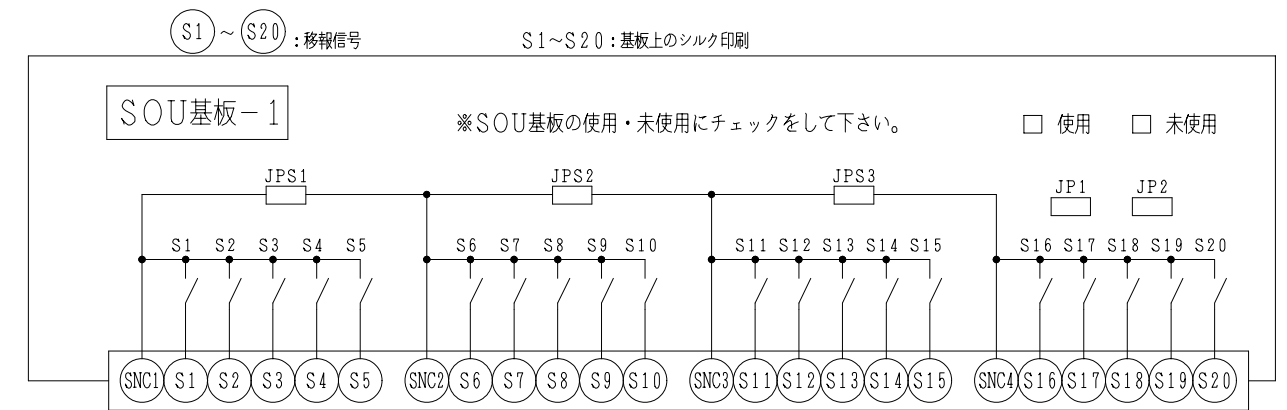 S1～S20：移報信号 S1～S20：基板上のシルク印刷
SOU基板－1
※SOU基板の使用・未使用にチェックをして下さい。 □ 使用 □ 未使用
JPS1 JPS2 JPS3 JP1 JP2
S1 S2 S3 S4 S5 S6 S7 S8 S9 S10 S11 S12 S13 S14 S15 S16 S17 S18 S19 S20
SNC1 S1 S2 S3 S4 S5 SNC2 S6 S7 S8 S9 S10 SNC3 S11 S12 S13 S14 S15 SNC4 S16 S17 S18 S19 S20